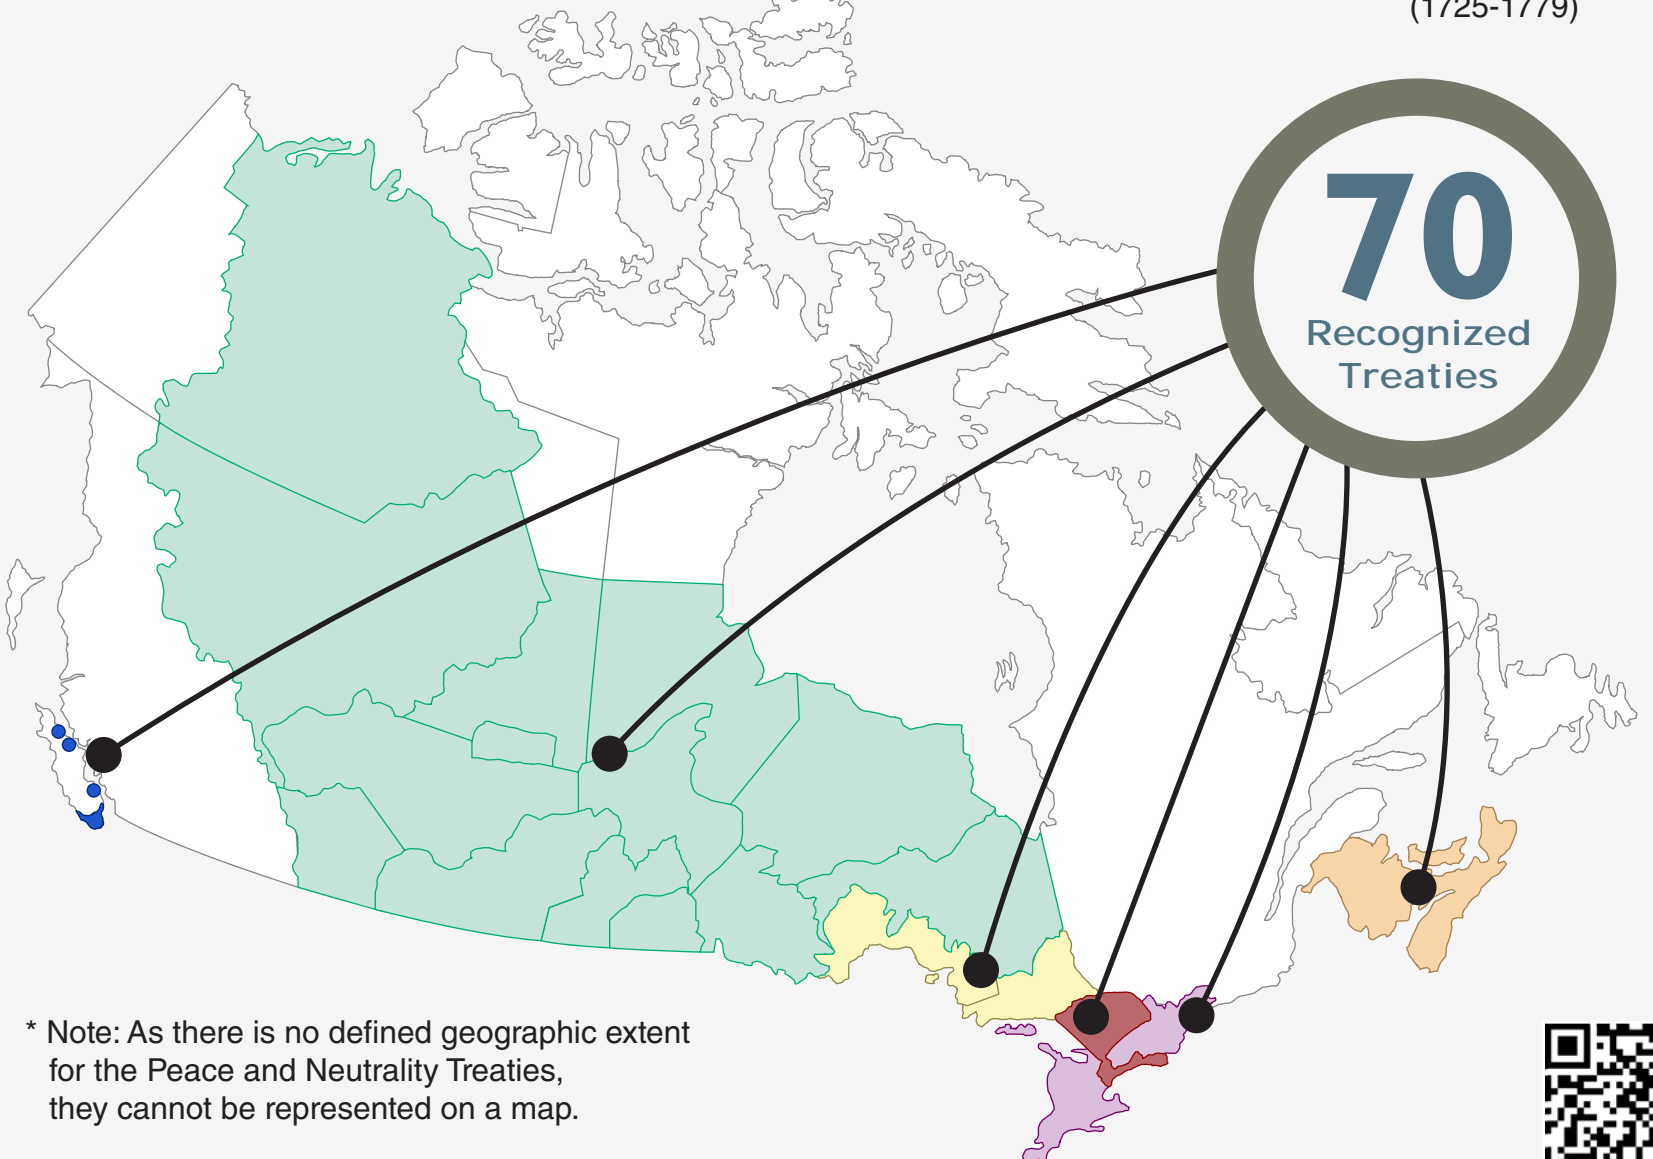 (1725-1779)
70
Recognized
Treaties
* Note: As there is no defined geographic extent
for the Peace and Neutrality Treaties,
they cannot be represented on a map.